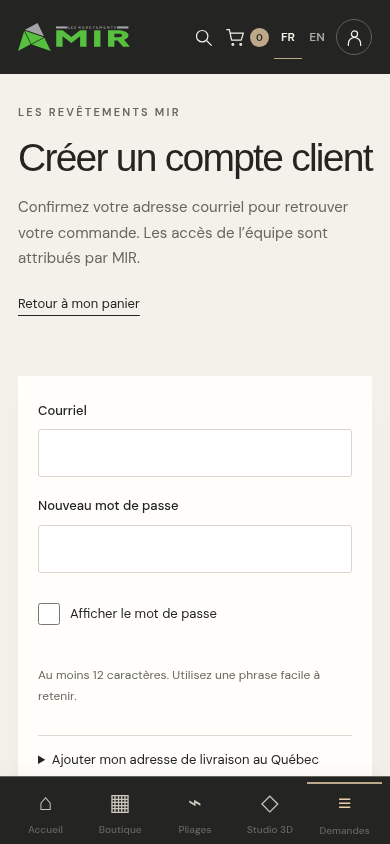 LES REVÊTEMENTS
MIR
0
FR
EN
LES REVÊTEMENTS MIR
Créer un compte client
Confirmez votre adresse courriel pour retrouver
votre commande. Les accès de l’équipe sont
attribués par MIR.
Retour à mon panier
Courriel
Nouveau mot de passe
Afficher le mot de passe
Au moins 12 caractères. Utilisez une phrase facile à
retenir.
Ajouter mon adresse de livraison au Québec
Accueil
Boutique
Pliages
Studio 3D
Demandes